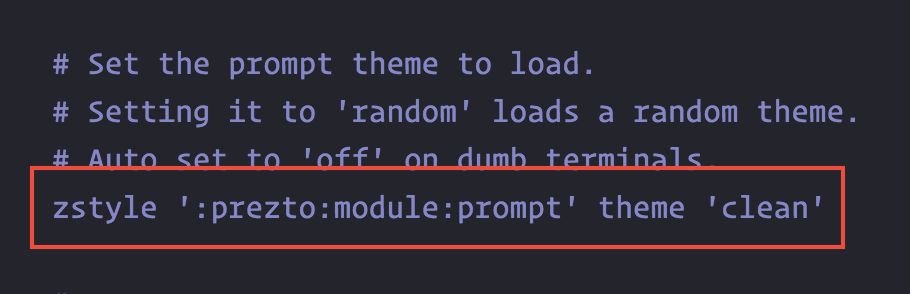 # Set the prompt theme to load.
# Setting it to 'random' loads a random theme.
# Auto set to 'off' on dumb terminals.
zstyle ':prezto:module:prompt' theme 'clean'
#